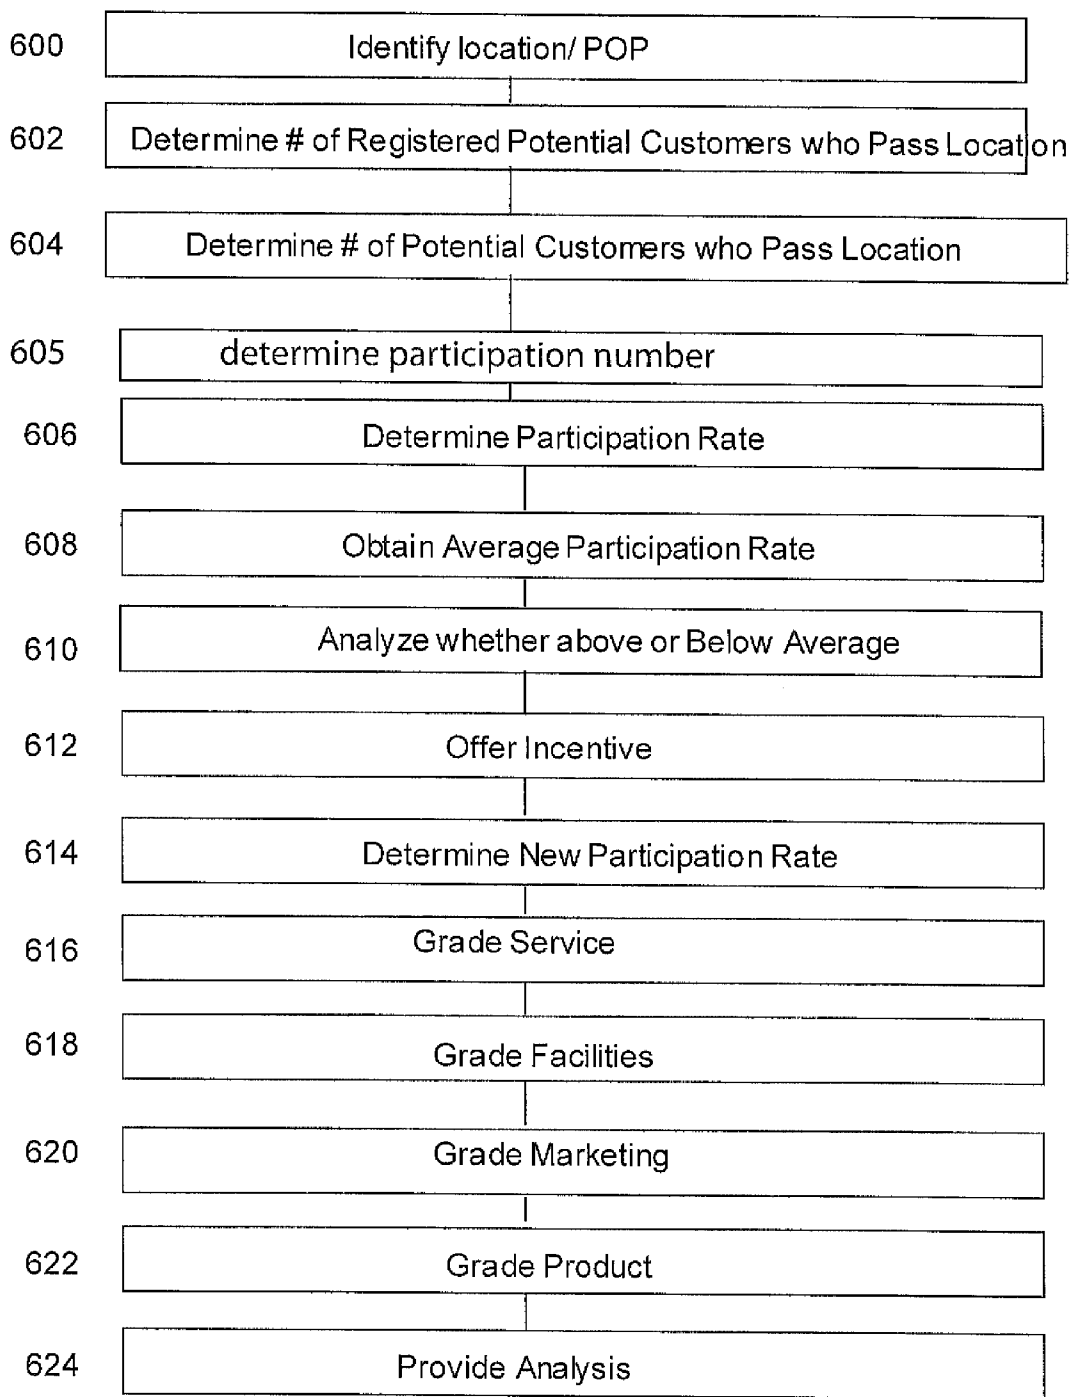 600 Identify location/ POP
602 Determine # of Registered Potential Customers who Pass Location
604 Determine # of Potential Customers who Pass Location
605 determine participation number
606 Determine Participation Rate
608 Obtain Average Participation Rate
610 Analyze whether above or Below Average
612 Offer Incentive
614 Determine New Participation Rate
616 Grade Service
618 Grade Facilities
620 Grade Marketing
622 Grade Product
624 Provide Analysis